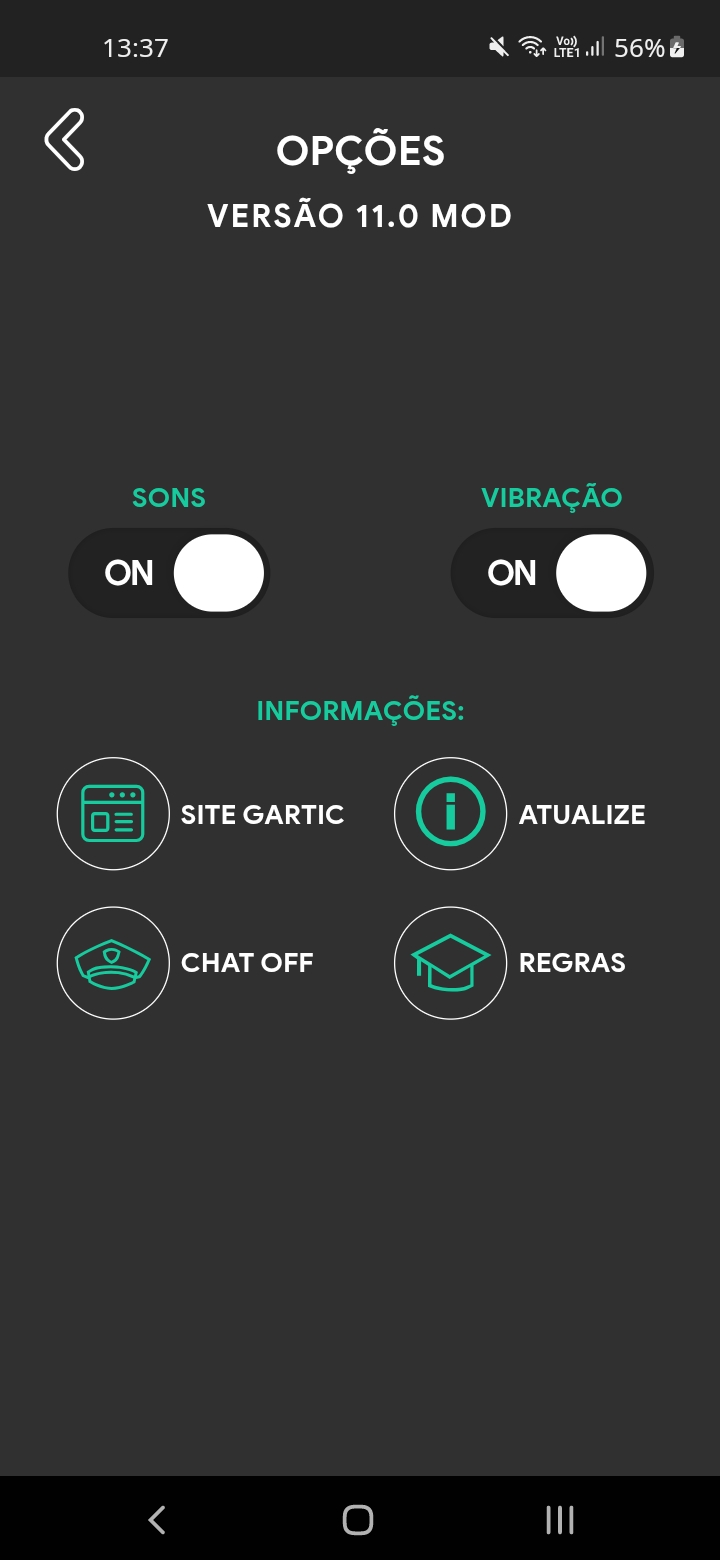 13:37 Vo)) LTE1 56%
OPÇÕES
VERSÃO 11.0 MOD
SONS VIBRAÇÃO
ON ON
INFORMAÇÕES:
SITE GARTIC ATUALIZE
CHAT OFF REGRAS